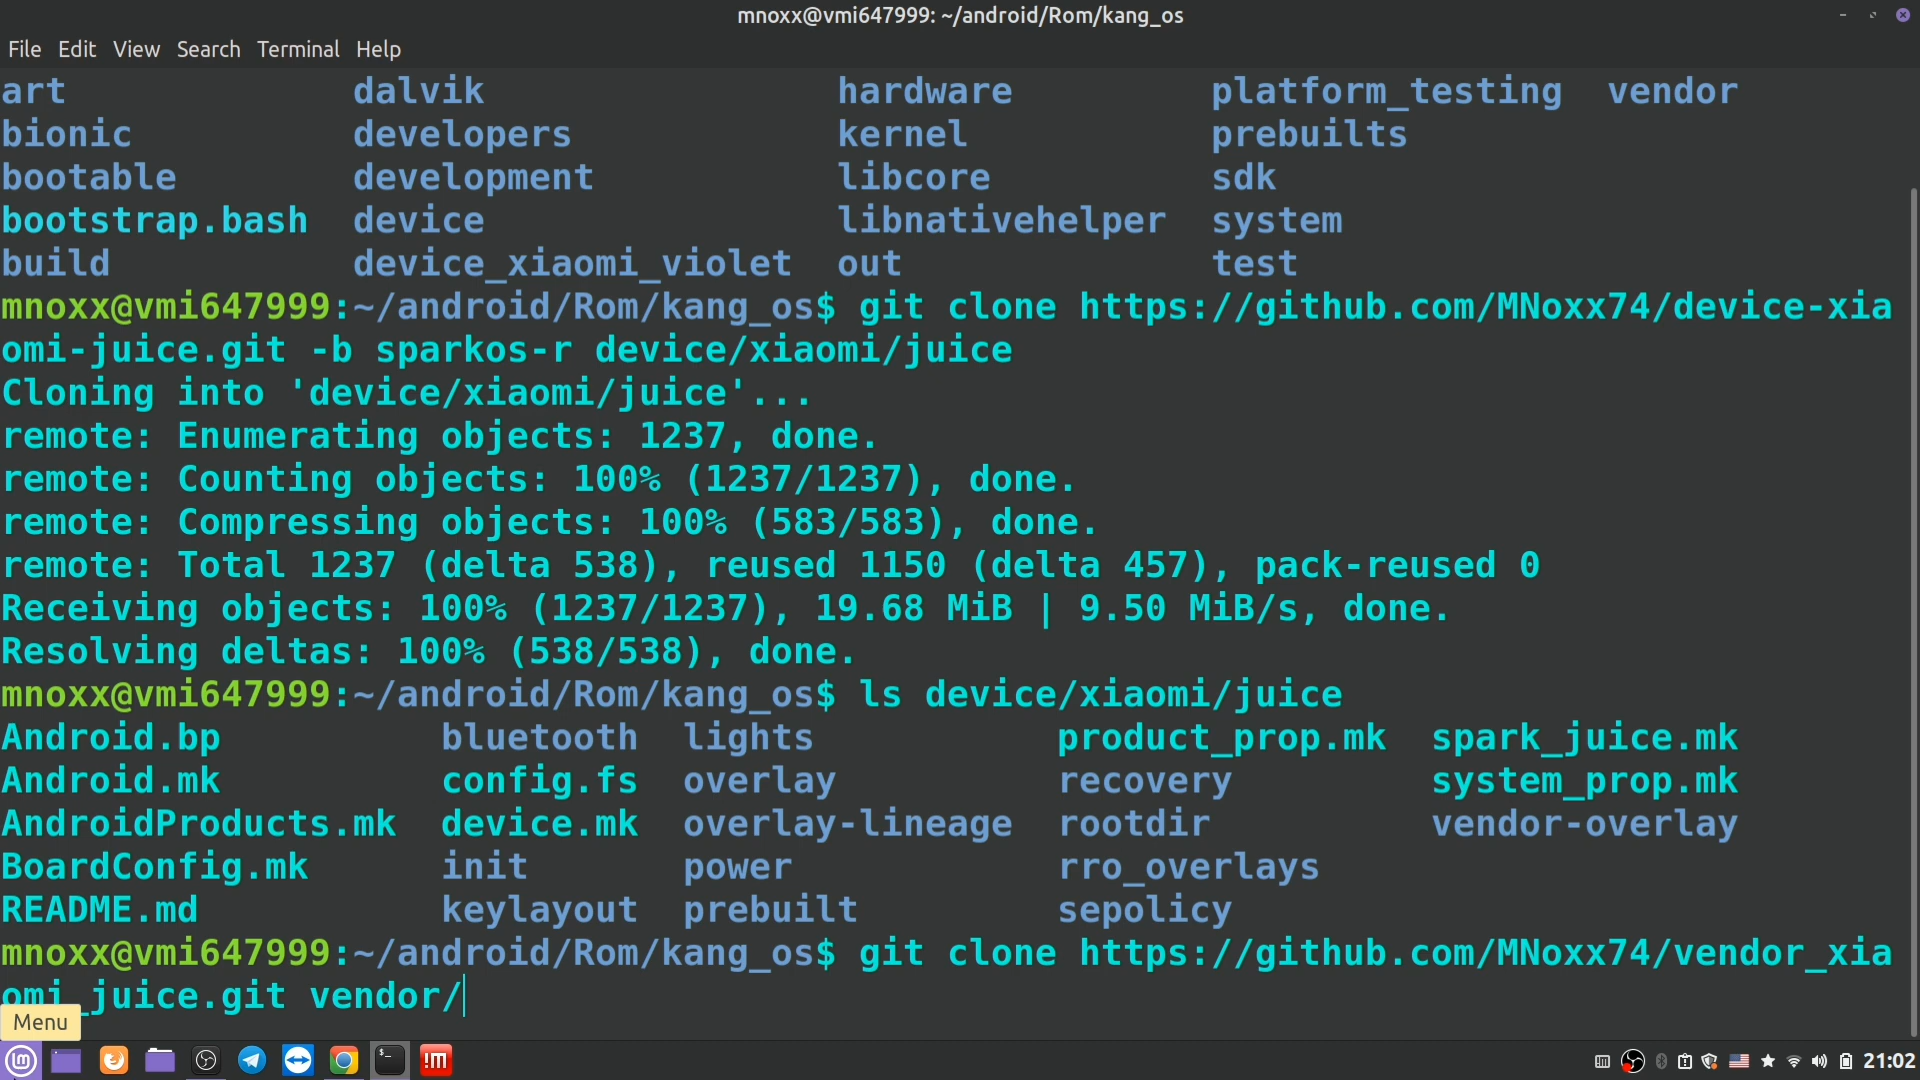 mnoxx@vmi647999: ~/android/Rom/kang_os
File Edit View Search Terminal Help
art dalvik hardware platform_testing vendor
bionic developers kernel prebuilts
bootable development libcore sdk
bootstrap.bash device libnativehelper system
build device_xiaomi_violet out test
mnoxx@vmi647999:~/android/Rom/kang_os$ git clone https://github.com/MNoxx74/device-xia
omi-juice.git -b sparkos-r device/xiaomi/juice
Cloning into 'device/xiaomi/juice'...
remote: Enumerating objects: 1237, done.
remote: Counting objects: 100% (1237/1237), done.
remote: Compressing objects: 100% (583/583), done.
remote: Total 1237 (delta 538), reused 1150 (delta 457), pack-reused 0
Receiving objects: 100% (1237/1237), 19.68 MiB | 9.50 MiB/s, done.
Resolving deltas: 100% (538/538), done.
mnoxx@vmi647999:~/android/Rom/kang_os$ ls device/xiaomi/juice
Android.bp bluetooth lights product_prop.mk spark_juice.mk
Android.mk config.fs overlay recovery system_prop.mk
AndroidProducts.mk device.mk overlay-lineage rootdir vendor-overlay
BoardConfig.mk init power rro_overlays
README.md keylayout prebuilt sepolicy
mnoxx@vmi647999:~/android/Rom/kang_os$ git clone https://github.com/MNoxx74/vendor_xia
omi_juice.git vendor/
Menu
21:02